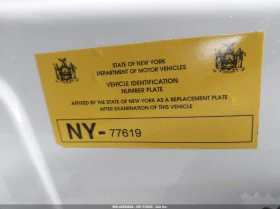 STATE OF NEW YORK
DEPARTMENT OF MOTOR VEHICLES
VEHICLE IDENTIFICATION
NUMBER PLATE
AFFIXED BY THE STATE OF NEW YORK AS A REPLACEMENT PLATE
AFTER EXAMINATION OF THIS VEHICLE
NY-77619